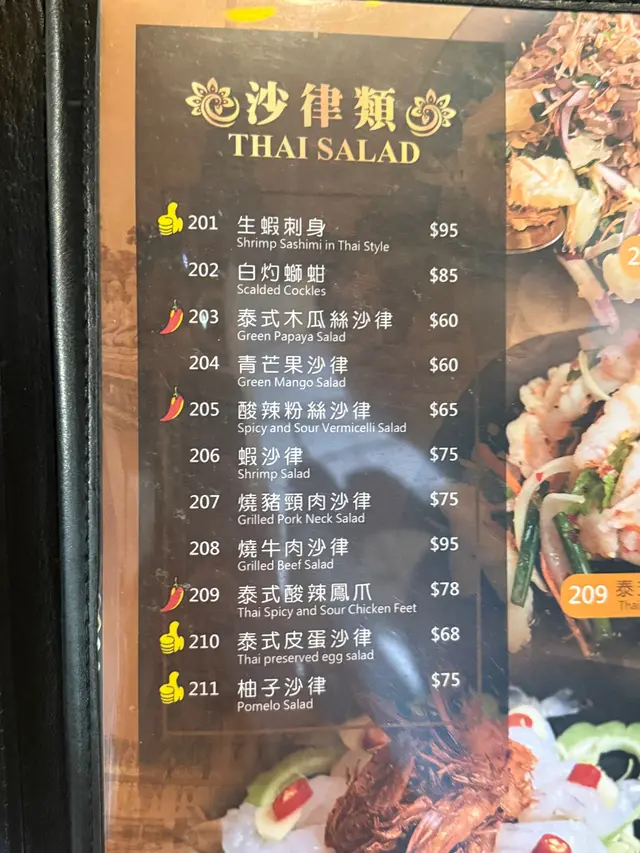 沙律類
THAI SALAD
201 生蝦刺身 $95
Shrimp Sashimi in Thai Style
202 白灼螄蚶 $85
Scalded Cockles
203 泰式木瓜絲沙律 $60
Green Papaya Salad
204 青芒果沙律 $60
Green Mango Salad
205 酸辣粉絲沙律 $65
Spicy and Sour Vermicelli Salad
206 蝦沙律 $75
Shrimp Salad
207 燒豬頸肉沙律 $75
Grilled Pork Neck Salad
208 燒牛肉沙律 $95
Grilled Beef Salad
209 泰式酸辣鳳爪 $78
Thai Spicy and Sour Chicken Feet
210 泰式皮蛋沙律 $68
Thai preserved egg salad
211 柚子沙律 $75
Pomelo Salad
2
209 泰
Thai